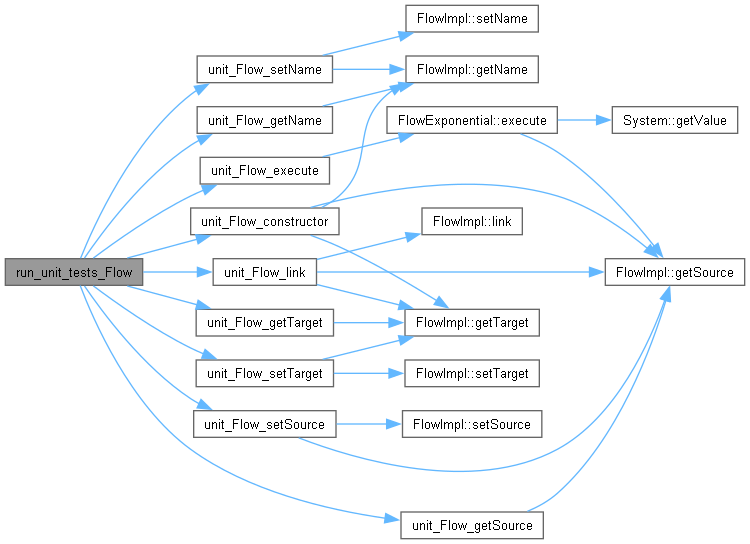 run_unit_tests_Flow
unit_Flow_setName
unit_Flow_getName
unit_Flow_execute
unit_Flow_constructor
unit_Flow_link
unit_Flow_getTarget
unit_Flow_setTarget
unit_Flow_setSource
unit_Flow_getSource
FlowImpl::setName
FlowImpl::getName
FlowExponential::execute
FlowImpl::link
FlowImpl::getTarget
FlowImpl::setTarget
FlowImpl::setSource
System::getValue
FlowImpl::getSource